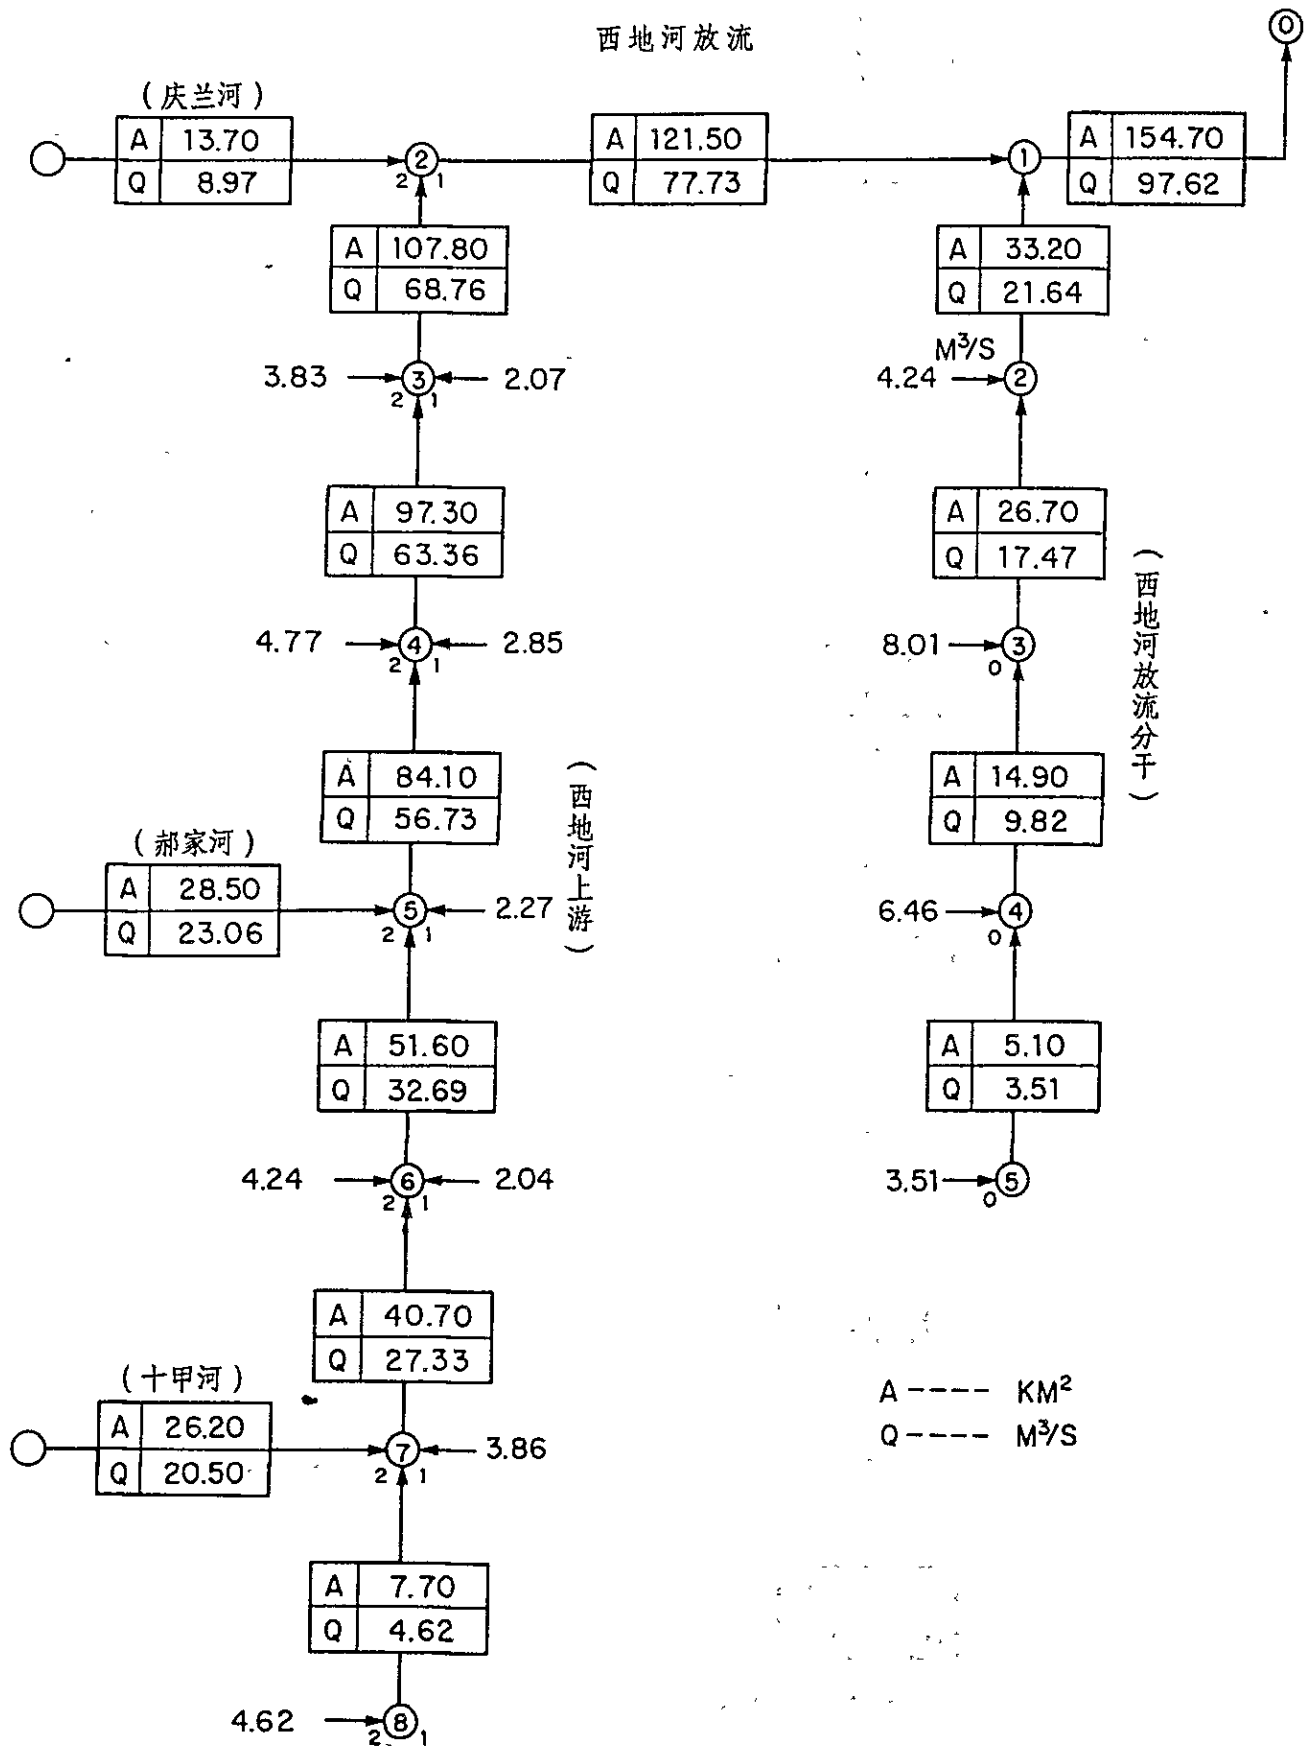 西地河放流
0
(庆兰河)
A 13.70
Q 8.97
2
2 1
A 121.50
Q 77.73
1
A 154.70
Q 97.62
A 107.80
Q 68.76
A 33.20
Q 21.64
3.83
3
2 1
2.07
M³/S
4.24
2
A 97.30
Q 63.36
A 26.70
Q 17.47
(西地河放流分干)
4.77
4
2 1
2.85
8.01
3
0
A 84.10
Q 56.73
(西地河上游)
A 14.90
Q 9.82
(郝家河)
A 28.50
Q 23.06
5
2 1
2.27
6.46
4
0
A 51.60
Q 32.69
A 5.10
Q 3.51
4.24
6
2 1
2.04
3.51
5
0
A 40.70
Q 27.33
(十甲河)
A 26.20
Q 20.50
7
2 1
3.86
A ---- KM²
Q ---- M³/S
A 7.70
Q 4.62
4.62
8
2 1